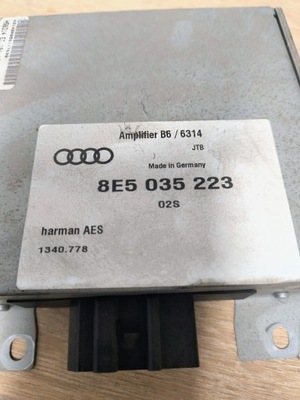 Amplifier B6 / 6314
JTB
Made in Germany
8E5 035 223
02S
harman AES
1340.778